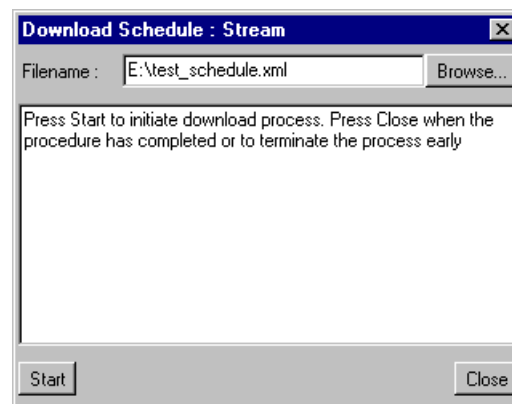 Download Schedule : Stream
Filename : E:\test_schedule.xml Browse...
Press Start to initiate download process. Press Close when the
procedure has completed or to terminate the process early
Start Close